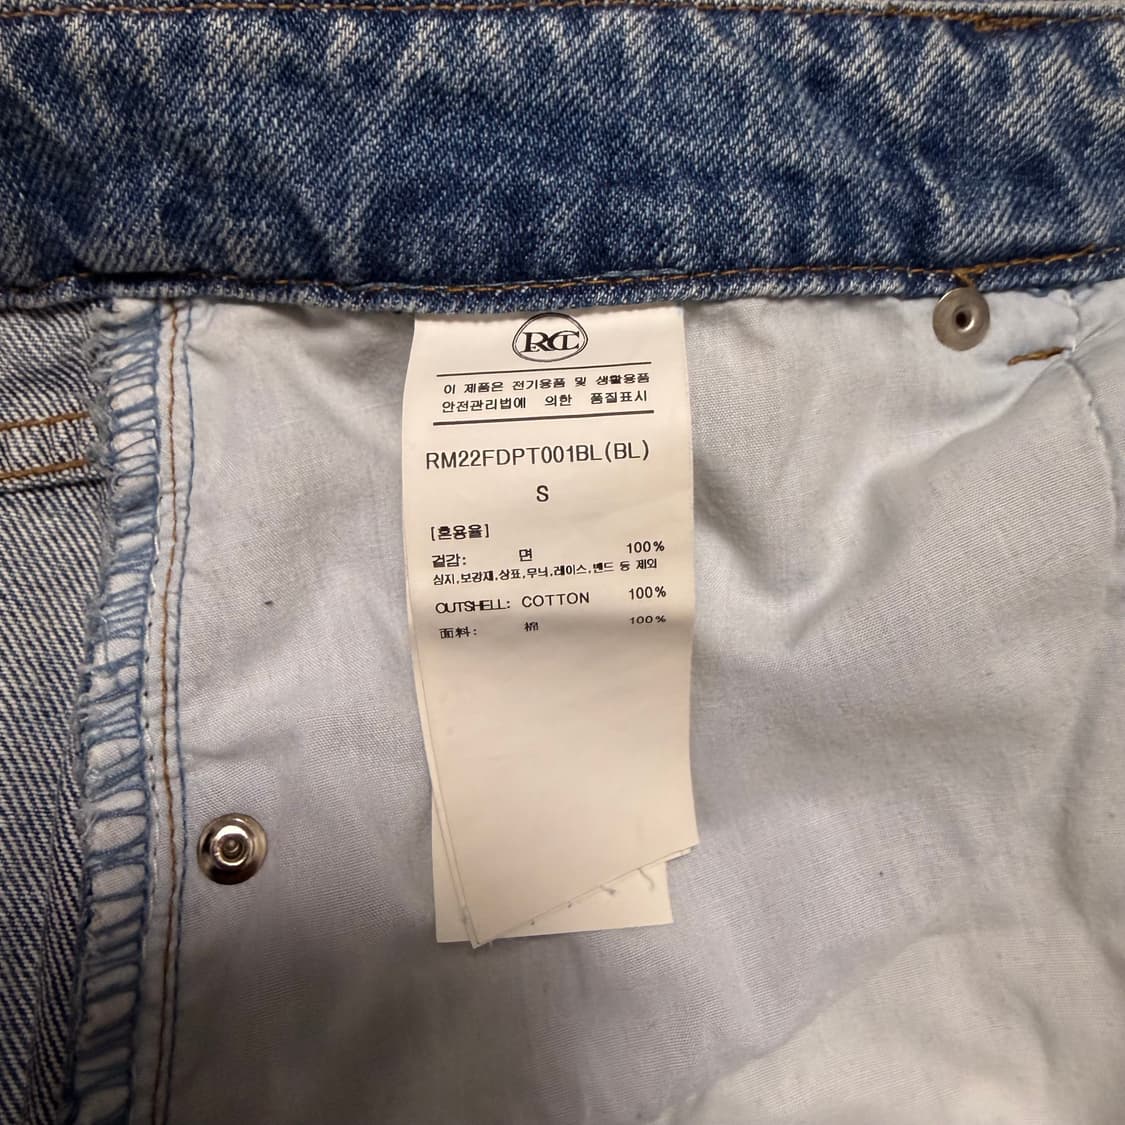 RCC
이 제품은 전기용품 및 생활용품
안전관리법에 의한 품질표시
RM22FDPT001BL(BL)
S
[혼용율]
겉감: 면 100%
심지,보강재,상표,무늬,레이스,밴드 등 제외
OUTSHELL: COTTON 100%
面料: 棉 100%